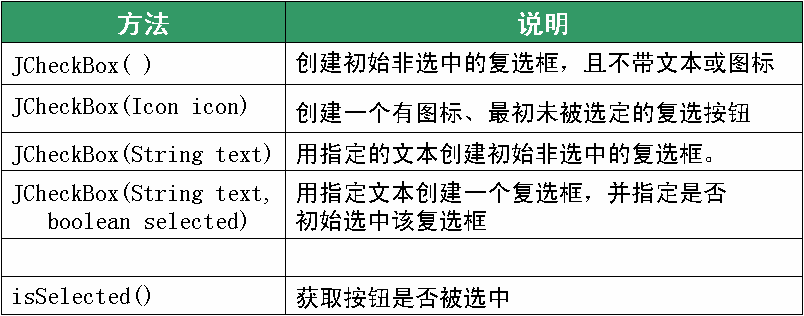 方法 说明
JCheckBox( ) 创建初始非选中的复选框，且不带文本或图标
JCheckBox(Icon icon) 创建一个有图标、最初未被选定的复选按钮
JCheckBox(String text) 用指定的文本创建初始非选中的复选框。
JCheckBox(String text, 用指定文本创建一个复选框，并指定是否
boolean selected) 初始选中该复选框
isSelected() 获取按钮是否被选中